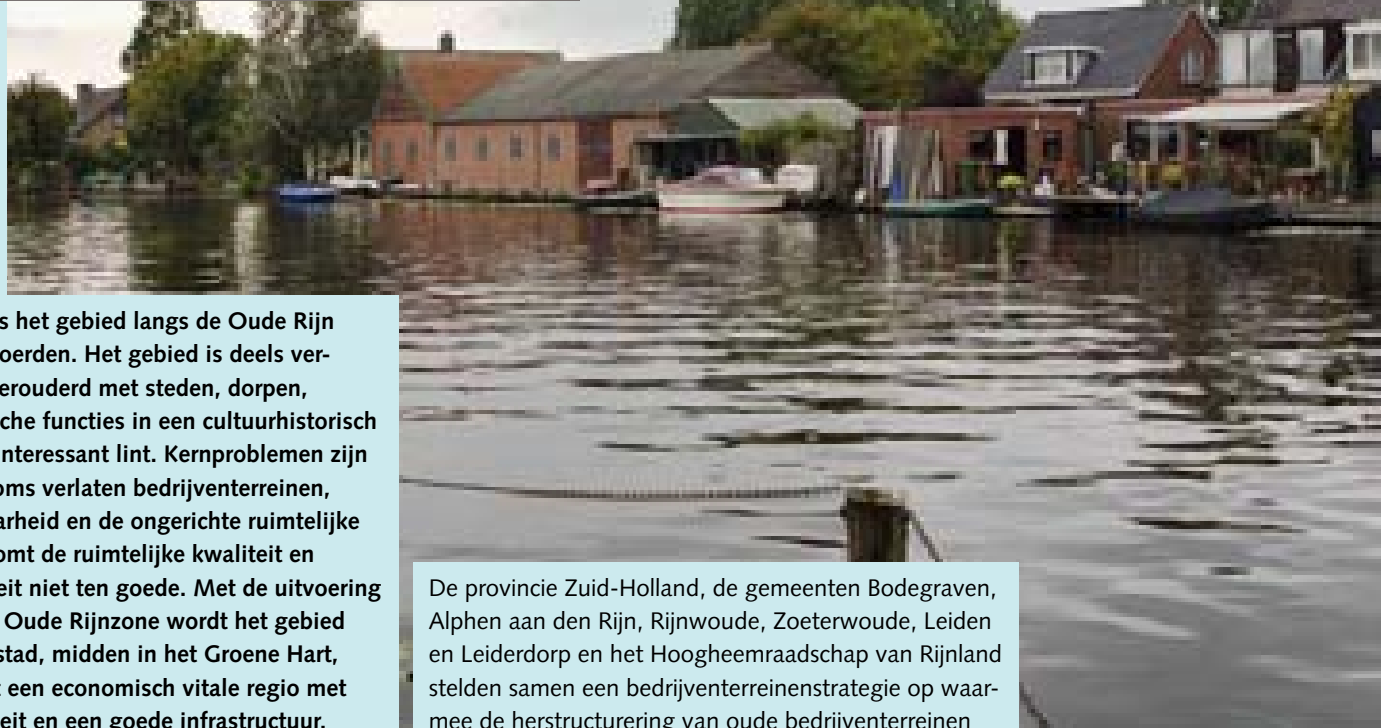 s het gebied langs de Oude Rijn
oerden. Het gebied is deels ver-
erouderd met steden, dorpen,
che functies in een cultuurhistorisch
nteressant lint. Kernproblemen zijn
oms verlaten bedrijventerreinen,
arheid en de ongerichte ruimtelijke
omt de ruimtelijke kwaliteit en
eit niet ten goede. Met de uitvoering
Oude Rijnzone wordt het gebied
stad, midden in het Groene Hart,
een economisch vitale regio met
eit en een goede infrastructuur.
De provincie Zuid-Holland, de gemeenten Bodegraven,
Alphen aan den Rijn, Rijnwoude, Zoeterwoude, Leiden
en Leiderdorp en het Hoogheemraadschap van Rijnland
stelden samen een bedrijventerreinenstrategie op waar-
mee de herstructurering van oude bedrijventerreinen